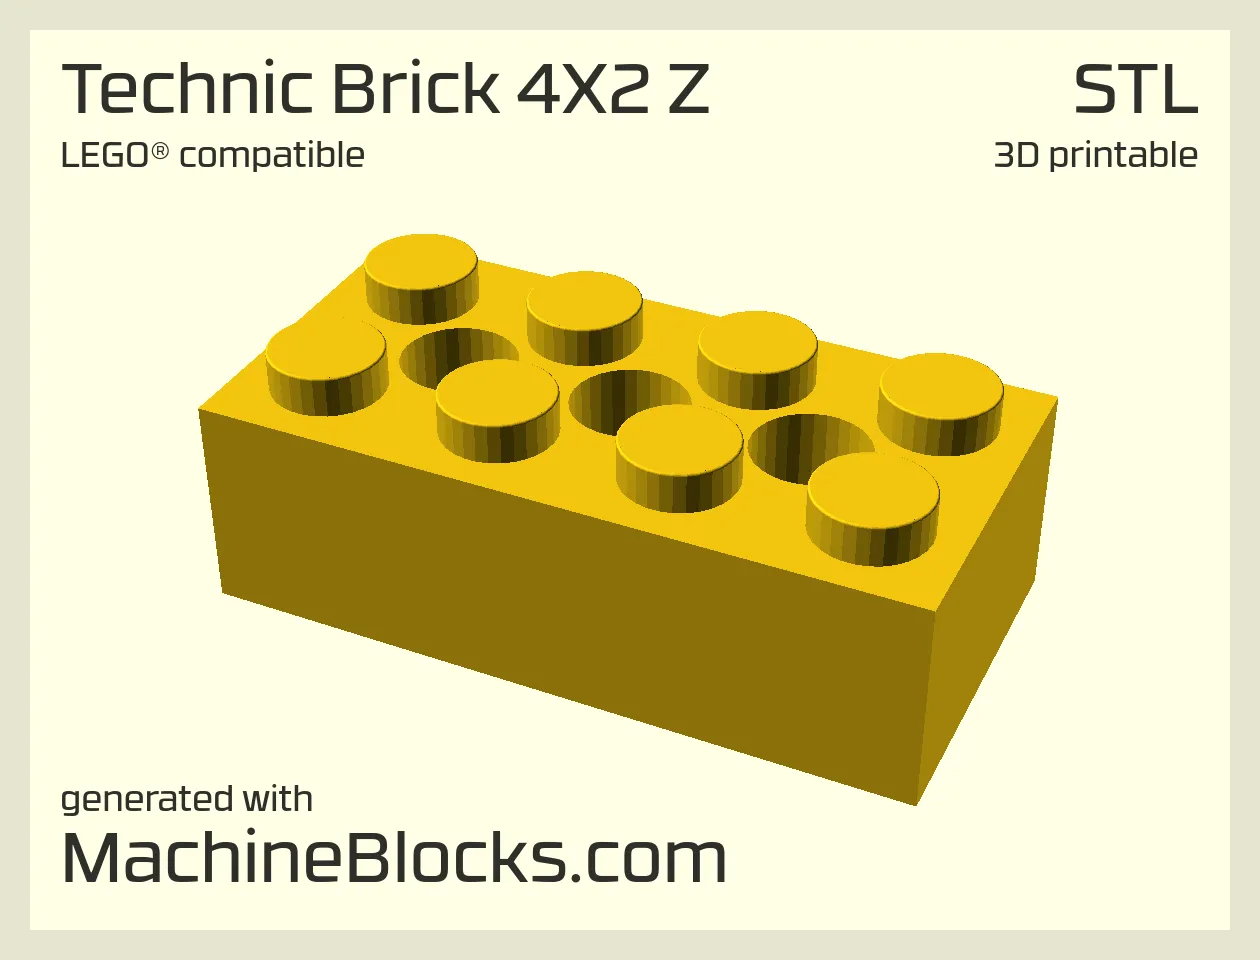 Technic Brick 4X2 Z
LEGO® compatible
STL
3D printable
generated with
MachineBlocks.com